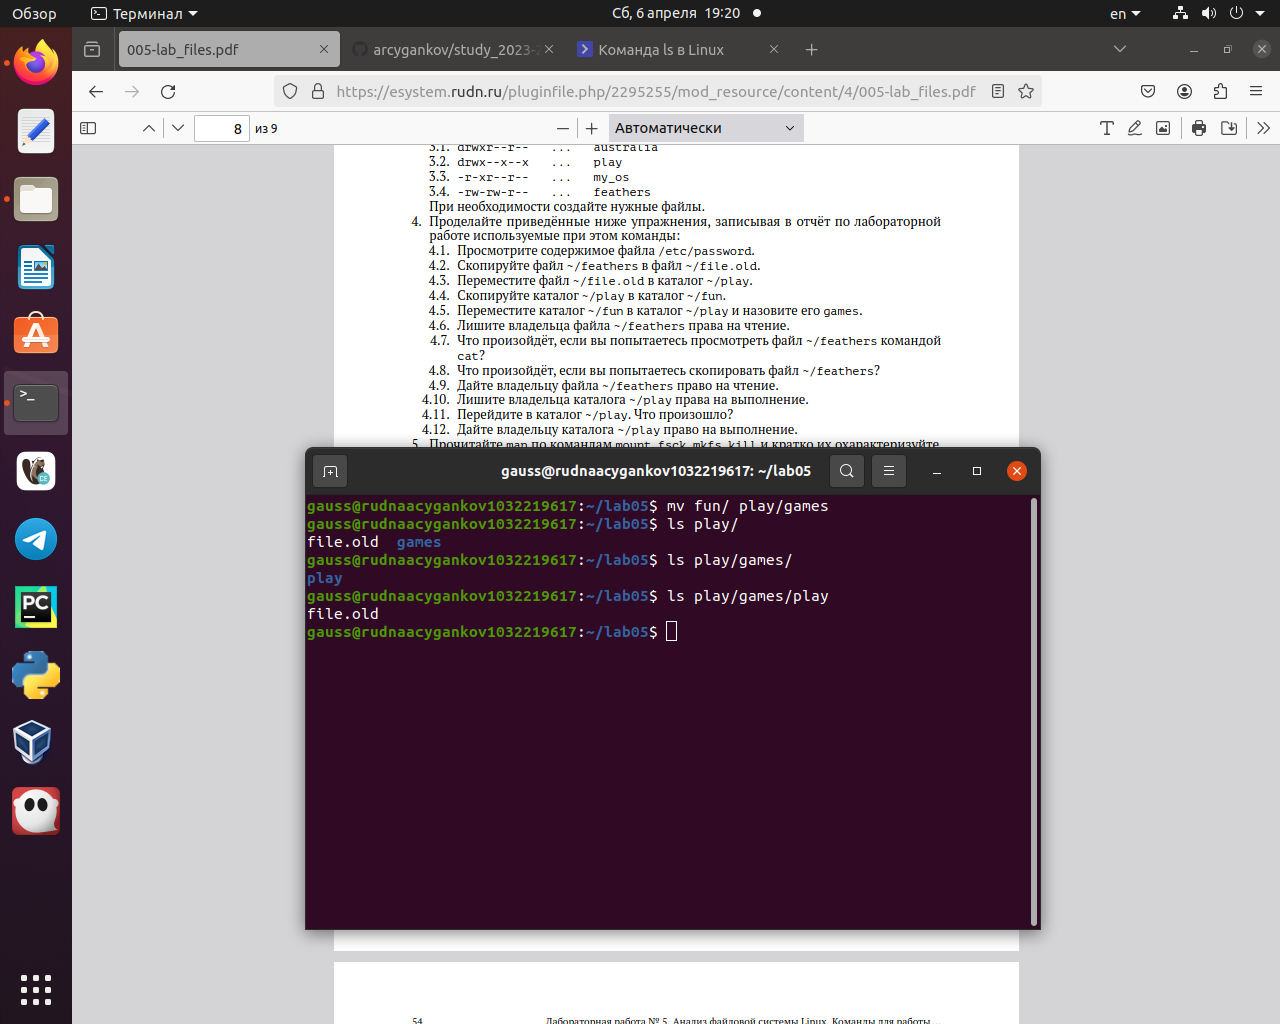 Обзор
Терминал
Сб, 6 апреля 19:20
en
005-lab_files.pdf
arcygankov/study_2023-2
Команда ls в Linux
https://esystem.rudn.ru/pluginfile.php/2295255/mod_resource/content/4/005-lab_files.pdf
8 из 9
Автоматически
3.1. drwxr--r-- ... australia
3.2. drwx--x--x ... play
3.3. -r-xr--r-- ... my_os
3.4. -rw-rw-r-- ... feathers
При необходимости создайте нужные файлы.
4. Проделайте приведённые ниже упражнения, записывая в отчёт по лабораторной
работе используемые при этом команды:
4.1. Просмотрите содержимое файла /etc/password.
4.2. Скопируйте файл ~/feathers в файл ~/file.old.
4.3. Переместите файл ~/file.old в каталог ~/play.
4.4. Скопируйте каталог ~/play в каталог ~/fun.
4.5. Переместите каталог ~/fun в каталог ~/play и назовите его games.
4.6. Лишите владельца файла ~/feathers права на чтение.
4.7. Что произойдёт, если вы попытаетесь просмотреть файл ~/feathers командой
cat?
4.8. Что произойдёт, если вы попытаетесь скопировать файл ~/feathers?
4.9. Дайте владельцу файла ~/feathers право на чтение.
4.10. Лишите владельца каталога ~/play права на выполнение.
4.11. Перейдите в каталог ~/play. Что произошло?
4.12. Дайте владельцу каталога ~/play право на выполнение.
5. Прочитайте man по командам mount, fsck, mkfs, kill и кратко их охарактеризуйте,
gauss@rudnaacygankov1032219617: ~/lab05
gauss@rudnaacygankov1032219617:~/lab05$ mv fun/ play/games
gauss@rudnaacygankov1032219617:~/lab05$ ls play/
file.old games
gauss@rudnaacygankov1032219617:~/lab05$ ls play/games/
play
gauss@rudnaacygankov1032219617:~/lab05$ ls play/games/play
file.old
gauss@rudnaacygankov1032219617:~/lab05$
54
Лабораторная работа № 5. Анализ файловой системы Linux. Команды для работы ...